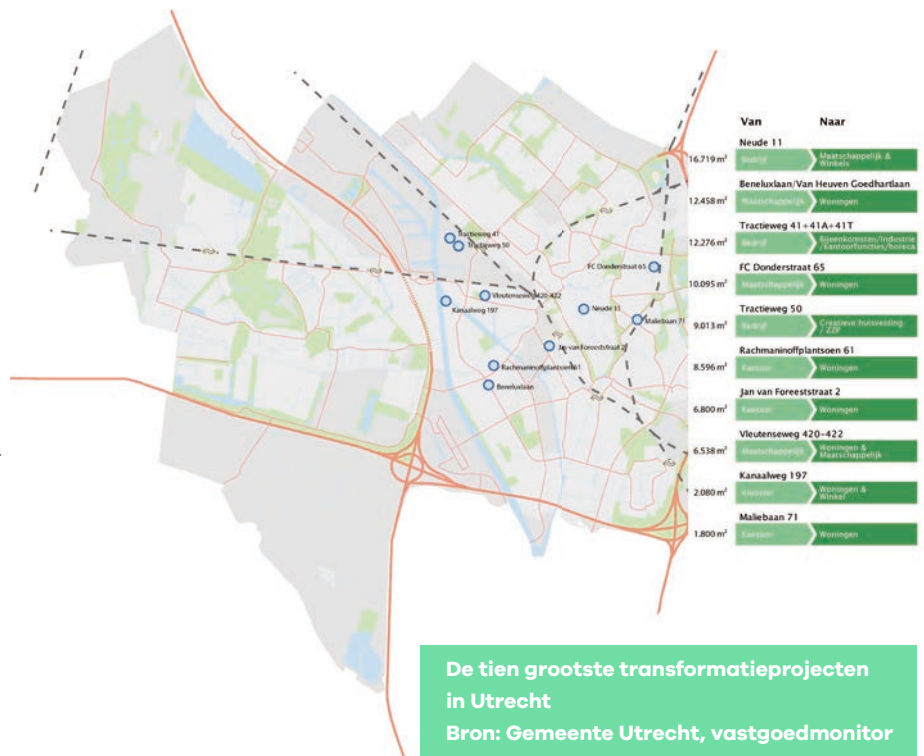 Van Naar
Neude 11
16.719 m² Bedrijf Maatschappelijk &
Winkels
Beneluxlaan/Van Heuven Goedhartlaan
12.458 m² Maatschappelijk Woningen
Tractieweg 41+41A+41T
12.276 m² Bedrijf Bijeenkomsten/industrie
/kantoorfuncties/horeca
FC Donderstraat 65
10.095 m² Maatschappelijk Woningen
Tractieweg 50
9.013 m² Bedrijf Creatieve huisvesting
/ ZZP
Rachmaninoffplantsoen 61
8.596 m² Kantoor Woningen
Jan van Foreeststraat 2
6.800 m² Kantoor Woningen
Vleutenseweg 420-422
6.538 m² Maatschappelijk Woningen &
Maatschappelijk
Kanaalweg 197
2.080 m² Woningen &
Winkel
Maliebaan 71
1.800 m² Kantoor Woningen
Tractieweg 41
Tractieweg 50
FC Donderstraat 65
Vleutenseweg 420-422
Kanaalweg 197
Neude 11
Maliebaan 71
Jan van Foreeststraat 2
Rachmaninoffplantsoen 61
Beneluxlaan
De tien grootste transformatieprojecten
in Utrecht
Bron: Gemeente Utrecht, vastgoedmonitor